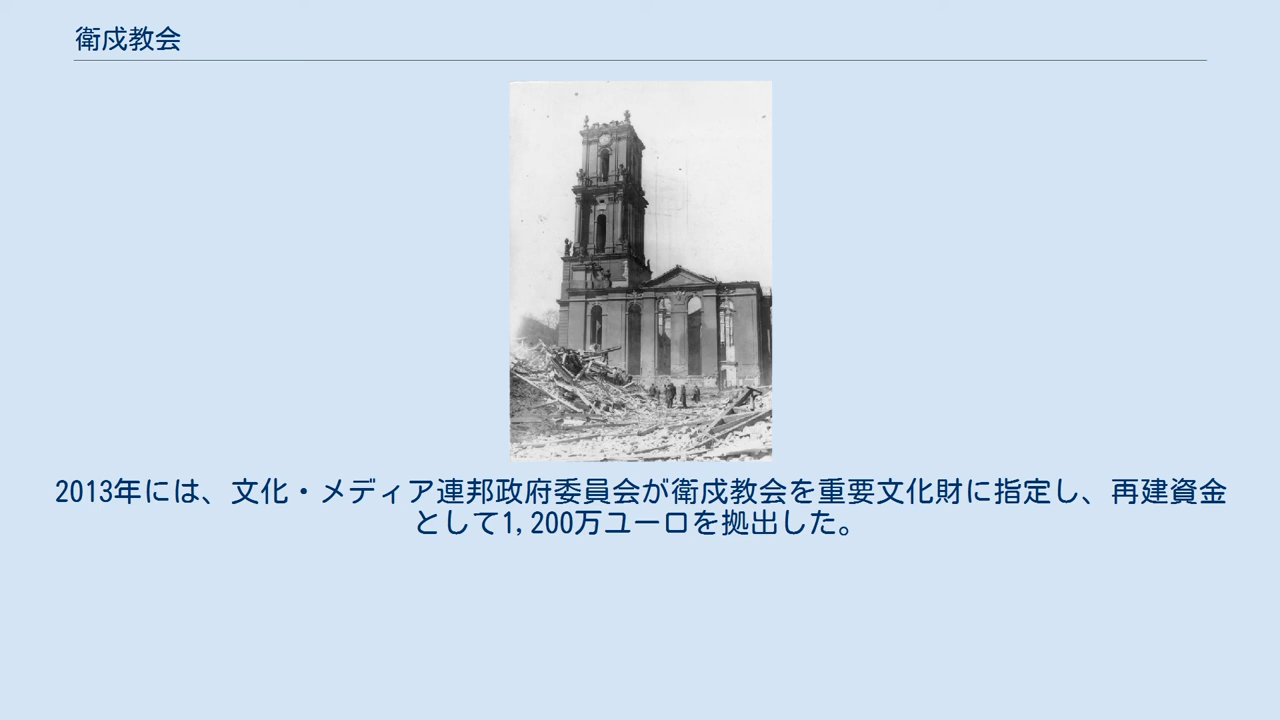 衛戍教会
2013年には、文化・メディア連邦政府委員会が衛戍教会を重要文化財に指定し、再建資金
として1,200万ユーロを拠出した。